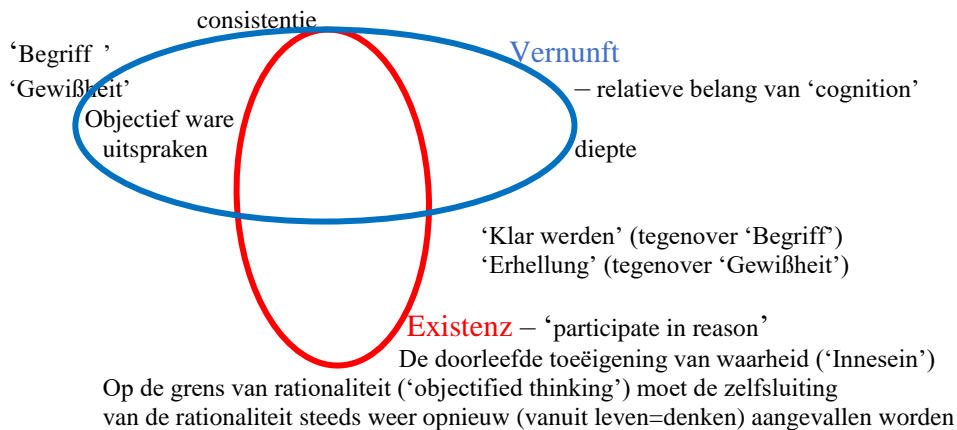 consistentie
‘Begriff ’
Vernunft
‘Gewißheit’
– relatieve belang van ‘cognition’
Objectief ware
uitspraken
diepte
‘Klar werden’ (tegenover ‘Begriff’)
‘Erhellung’ (tegenover ‘Gewißheit’)
Existenz – ‘participate in reason’
De doorleefde toeëigening van waarheid (‘Innesein’)
Op de grens van rationaliteit (‘objectified thinking’) moet de zelfsluiting
van de rationaliteit steeds weer opnieuw (vanuit leven=denken) aangevallen worden